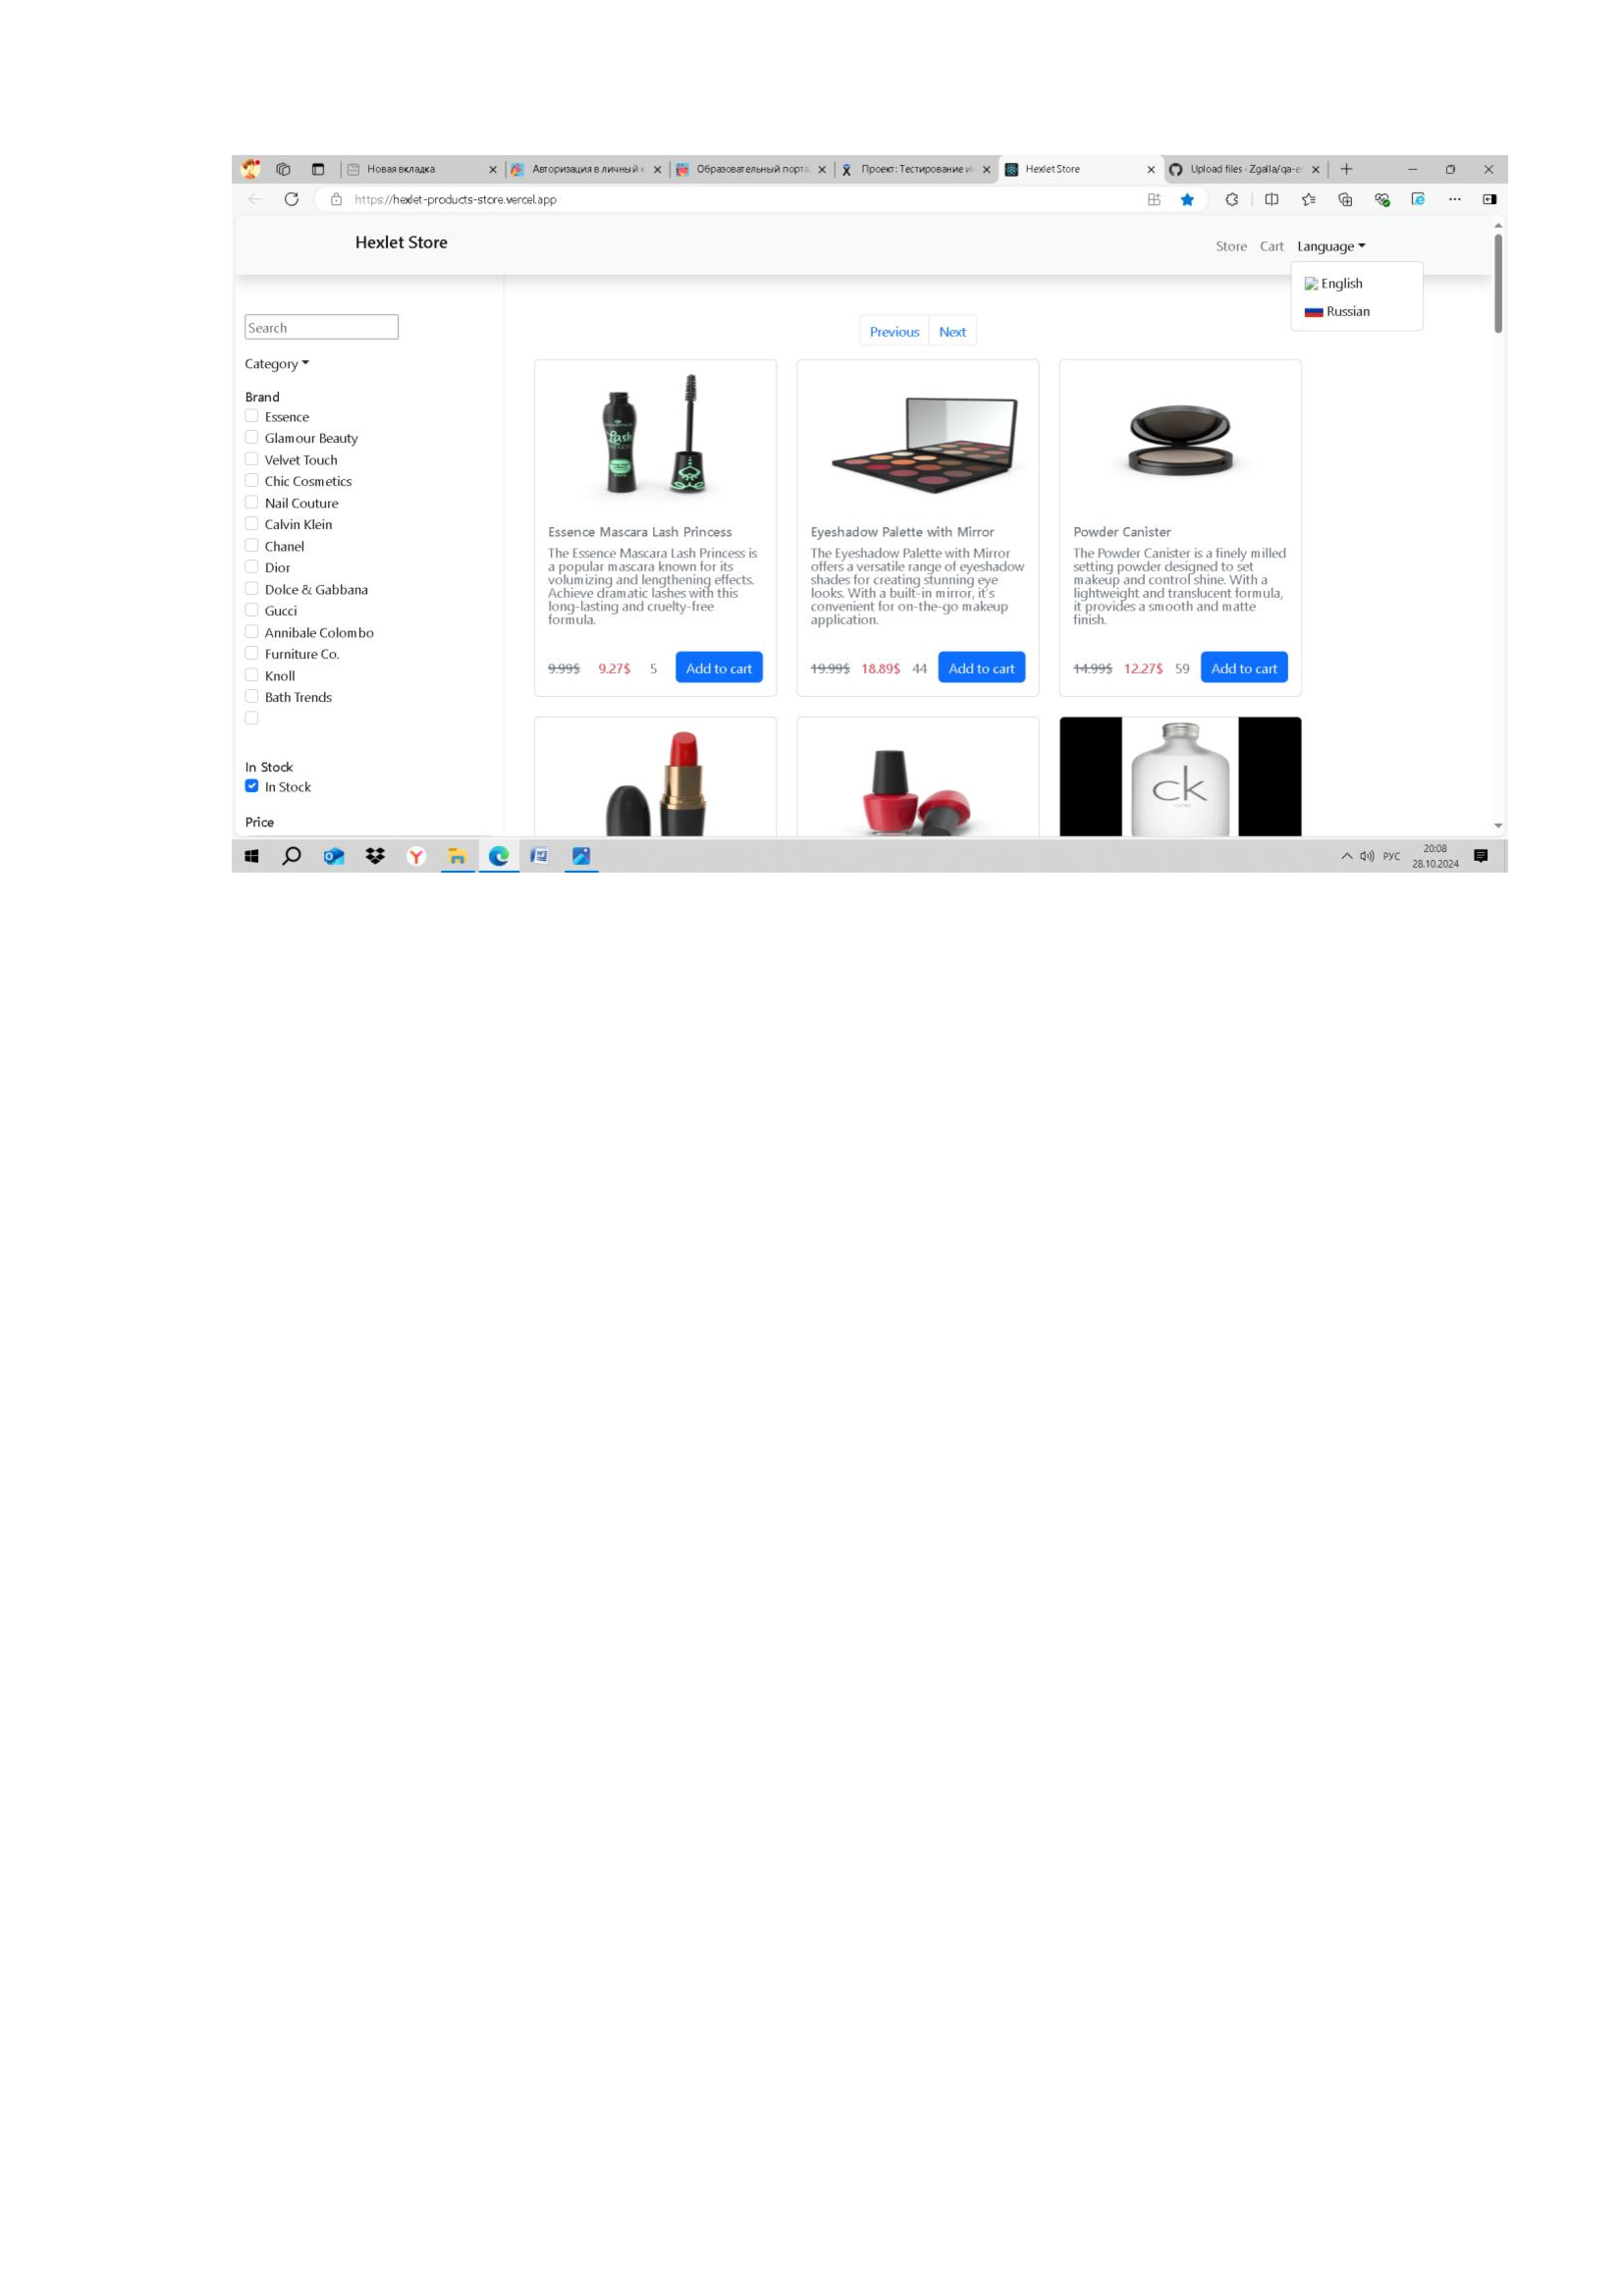 Новая вкладка
Авторизация в личный к
Образовательный порта
Проект: Тестирование ин
Hexlet Store
Upload files · Zgalla/qa-e
https://hexlet-products-store.vercel.app
Hexlet Store
Store Cart Language
English
Russian
Search
Previous Next
Category
Brand
Essence
Glamour Beauty
Velvet Touch
Chic Cosmetics
Nail Couture
Calvin Klein
Chanel
Dior
Dolce & Gabbana
Gucci
Annibale Colombo
Furniture Co.
Knoll
Bath Trends
In Stock
In Stock
Price
Essence Mascara Lash Princess
The Essence Mascara Lash Princess is
a popular mascara known for its
volumizing and lengthening effects.
Achieve dramatic lashes with this
long-lasting and cruelty-free
formula.
9.99$ 9.27$ 5 Add to cart
Eyeshadow Palette with Mirror
The Eyeshadow Palette with Mirror
offers a versatile range of eyeshadow
shades for creating stunning eye
looks. With a built-in mirror, it's
convenient for on-the-go makeup
application.
19.99$ 18.89$ 44 Add to cart
Powder Canister
The Powder Canister is a finely milled
setting powder designed to set
makeup and control shine. With a
lightweight and translucent formula,
it provides a smooth and matte
finish.
14.99$ 12.27$ 59 Add to cart
Lash
ck
one
РУС
20:08
28.10.2024